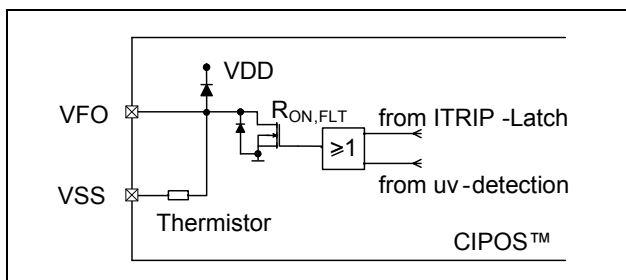 VDD
VFO
RON,FLT
from ITRIP -Latch
≥1
from uv-detection
VSS
Thermistor
CIPOS™